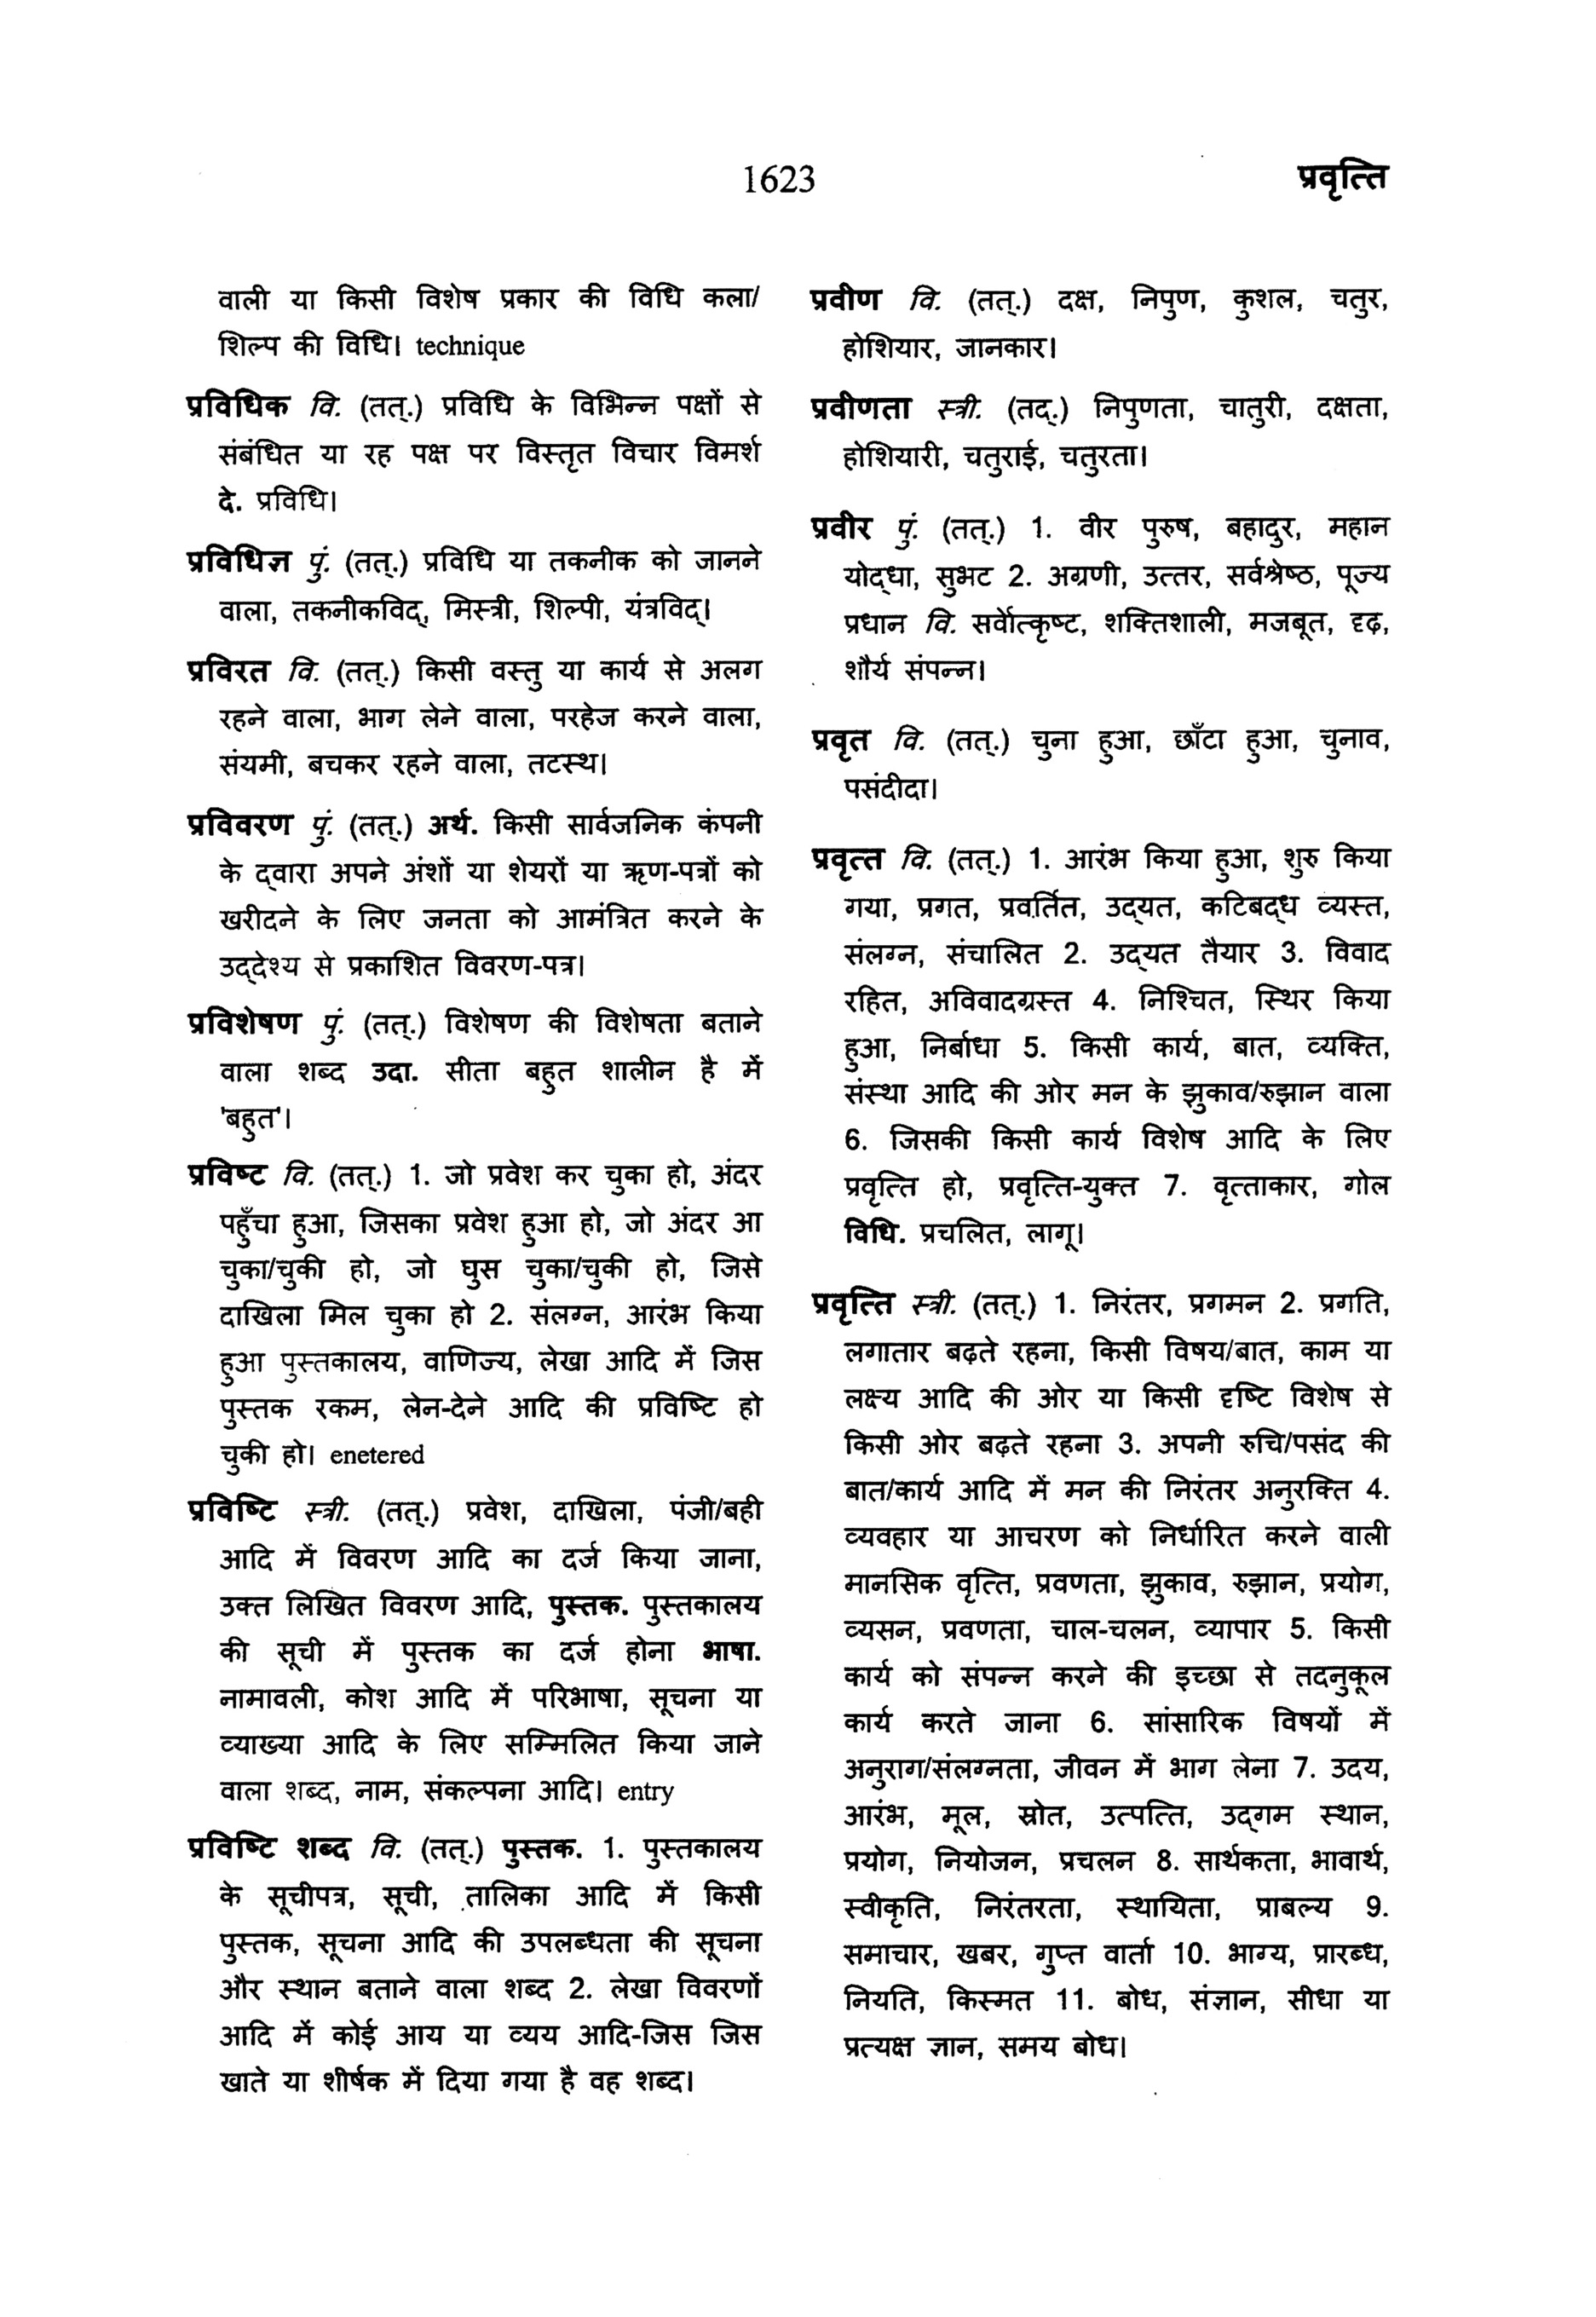 1623
प्रवृत्ति
वाली या किसी विशेष प्रकार की विधि कला/
शिल्प की विधि। technique
प्रविधिक वि. (तत्.) प्रविधि के विभिन्न पक्षों से
संबंधित या रह पक्ष पर विस्तृत विचार विमर्श
दे. प्रविधि।
प्रविधिज्ञ पुं. (तत्.) प्रविधि या तकनीक को जानने
वाला, तकनीकविद्, मिस्त्री, शिल्पी, यंत्रविद्।
प्रविरत वि. (तत्.) किसी वस्तु या कार्य से अलग
रहने वाला, भाग लेने वाला, परहेज करने वाला,
संयमी, बचकर रहने वाला, तटस्थ।
प्रविवरण पुं. (तत्.) अर्थ. किसी सार्वजनिक कंपनी
के द्वारा अपने अंशों या शेयरों या ऋण-पत्रों को
खरीदने के लिए जनता को आमंत्रित करने के
उद्देश्य से प्रकाशित विवरण-पत्र।
प्रविशेषण पुं. (तत्.) विशेषण की विशेषता बताने
वाला शब्द उदा. सीता बहुत शालीन है में
'बहुत'।
प्रविष्ट वि. (तत्.) 1. जो प्रवेश कर चुका हो, अंदर
पहुँचा हुआ, जिसका प्रवेश हुआ हो, जो अंदर आ
चुका/चुकी हो, जो घुस चुका/चुकी हो, जिसे
दाखिला मिल चुका हो 2. संलग्न, आरंभ किया
हुआ पुस्तकालय, वाणिज्य, लेखा आदि में जिस
पुस्तक रकम, लेन-देने आदि की प्रविष्टि हो
चुकी हो। enetered
प्रविष्टि स्त्री. (तत्.) प्रवेश, दाखिला, पंजी/बही
आदि में विवरण आदि का दर्ज किया जाना,
उक्त लिखित विवरण आदि, पुस्तक. पुस्तकालय
की सूची में पुस्तक का दर्ज होना भाषा.
नामावली, कोश आदि में परिभाषा, सूचना या
व्याख्या आदि के लिए सम्मिलित किया जाने
वाला शब्द, नाम, संकल्पना आदि। entry
प्रविष्टि शब्द वि. (तत्.) पुस्तक. 1. पुस्तकालय
के सूचीपत्र, सूची, तालिका आदि में किसी
पुस्तक, सूचना आदि की उपलब्धता की सूचना
और स्थान बताने वाला शब्द 2. लेखा विवरणों
आदि में कोई आय या व्यय आदि-जिस जिस
खाते या शीर्षक में दिया गया है वह शब्द।
प्रवीण वि. (तत्.) दक्ष, निपुण, कुशल, चतुर,
होशियार, जानकार।
प्रवीणता स्त्री. (तद्.) निपुणता, चातुरी, दक्षता,
होशियारी, चतुराई, चतुरता।
प्रवीर पुं. (तत्.) 1. वीर पुरुष, बहादुर, महान
योद्धा, सुभट 2. अग्रणी, उत्तर, सर्वश्रेष्ठ, पूज्य
प्रधान वि. सर्वोत्कृष्ट, शक्तिशाली, मजबूत, दृढ़,
शौर्य संपन्न।
प्रवृत वि. (तत्.) चुना हुआ, छाँटा हुआ, चुनाव,
पसंदीदा।
प्रवृत्त वि. (तत्.) 1. आरंभ किया हुआ, शुरु किया
गया, प्रगत, प्रवर्तित, उद्यत, कटिबद्ध व्यस्त,
संलग्न, संचालित 2. उद्यत तैयार 3. विवाद
रहित, अविवादग्रस्त 4. निश्चित, स्थिर किया
हुआ, निर्बाधा 5. किसी कार्य, बात, व्यक्ति,
संस्था आदि की ओर मन के झुकाव/रुझान वाला
6. जिसकी किसी कार्य विशेष आदि के लिए
प्रवृत्ति हो, प्रवृत्ति-युक्त 7. वृत्ताकार, गोल
विधि. प्रचलित, लागू।
प्रवृत्ति स्त्री. (तत्.) 1. निरंतर, प्रगमन 2. प्रगति,
लगातार बढ़ते रहना, किसी विषय/बात, काम या
लक्ष्य आदि की ओर या किसी दृष्टि विशेष से
किसी ओर बढ़ते रहना 3. अपनी रुचि/पसंद की
बात/कार्य आदि में मन की निरंतर अनुरक्ति 4.
व्यवहार या आचरण को निर्धारित करने वाली
मानसिक वृत्ति, प्रवणता, झुकाव, रुझान, प्रयोग,
व्यसन, प्रवणता, चाल-चलन, व्यापार 5. किसी
कार्य को संपन्न करने की इच्छा से तदनुकूल
कार्य करते जाना 6. सांसारिक विषयों में
अनुराग/संलग्नता, जीवन में भाग लेना 7. उदय,
आरंभ, मूल, स्रोत, उत्पत्ति, उद्गम स्थान,
प्रयोग, नियोजन, प्रचलन 8. सार्थकता, भावार्थ,
स्वीकृति, निरंतरता, स्थायिता, प्राबल्य 9.
समाचार, खबर, गुप्त वार्ता 10. भाग्य, प्रारब्ध,
नियति, किस्मत 11. बोध, संज्ञान, सीधा या
प्रत्यक्ष ज्ञान, समय बोध।